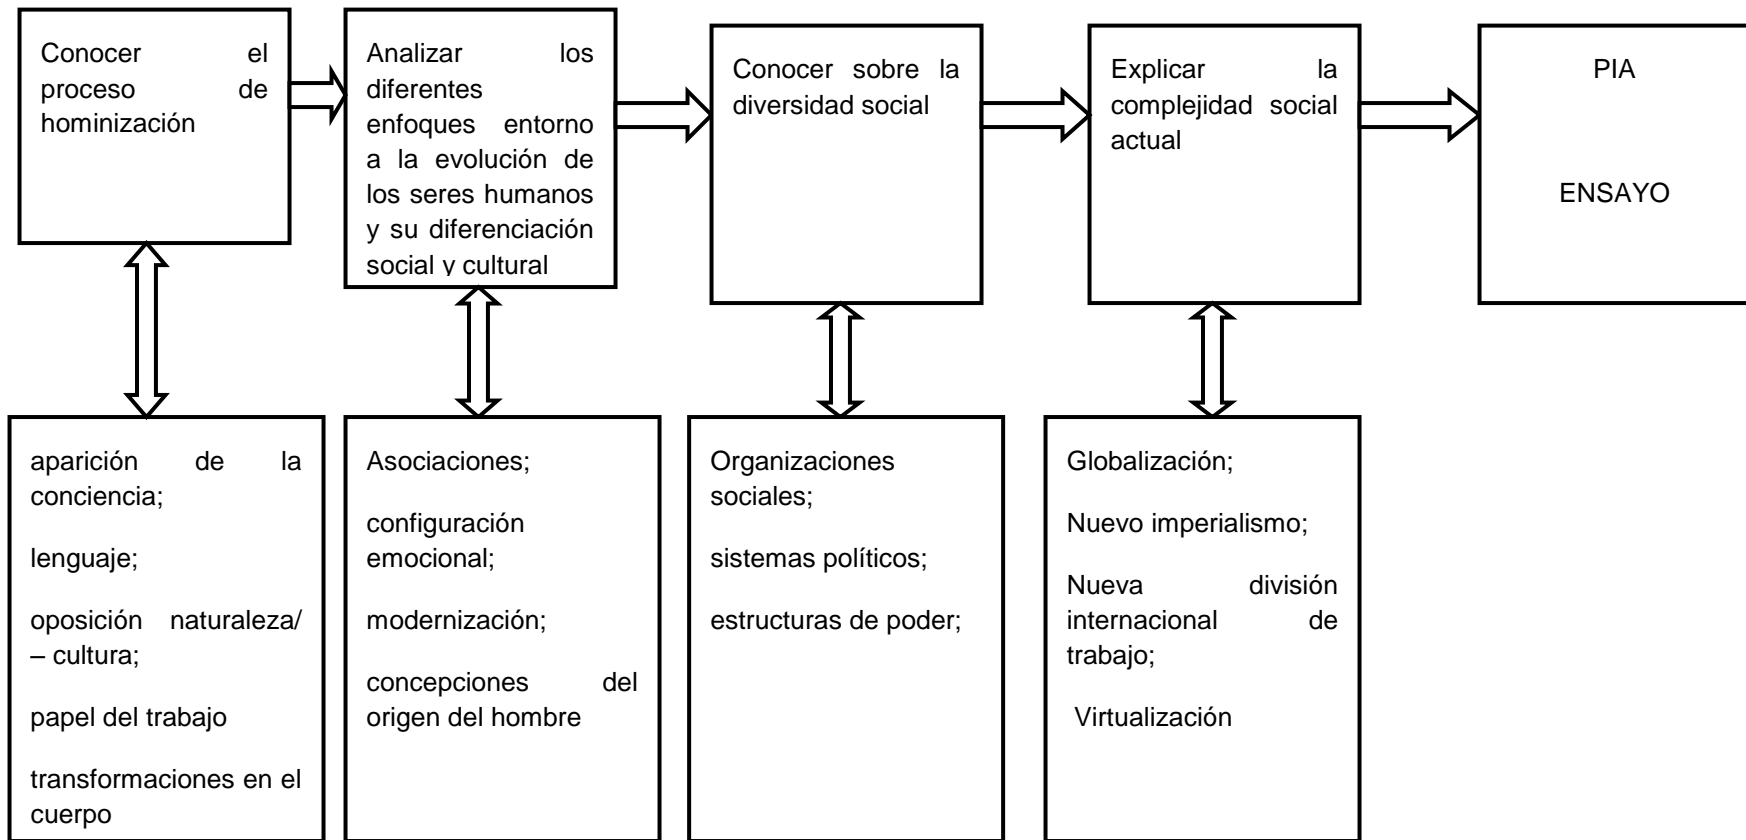 Conocer el
proceso de
hominización
Analizar los
diferentes
enfoques entorno
a la evolución de
los seres humanos
y su diferenciación
social y cultural
Conocer sobre la
diversidad social
Explicar la
complejidad social
actual
PIA
ENSAYO
aparición de la
conciencia;
lenguaje;
oposición naturaleza/
– cultura;
papel del trabajo
transformaciones en el
cuerpo
Asociaciones;
configuración
emocional;
modernización;
concepciones del
origen del hombre
Organizaciones
sociales;
sistemas políticos;
estructuras de poder;
Globalización;
Nuevo imperialismo;
Nueva división
internacional de
trabajo;
Virtualización